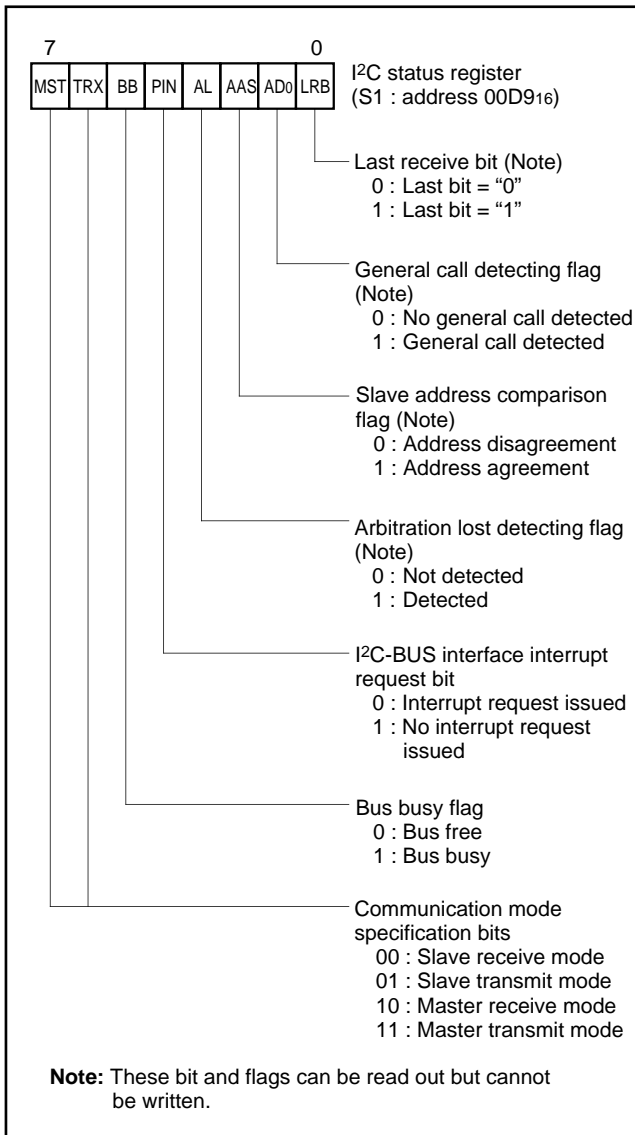 7 0
MST TRX BB PIN AL AAS AD0 LRB
I2C status register
(S1 : address 00D916)
Last receive bit (Note)
0 : Last bit = “0”
1 : Last bit = “1”
General call detecting flag
(Note)
0 : No general call detected
1 : General call detected
Slave address comparison
flag (Note)
0 : Address disagreement
1 : Address agreement
Arbitration lost detecting flag
(Note)
0 : Not detected
1 : Detected
I2C-BUS interface interrupt
request bit
0 : Interrupt request issued
1 : No interrupt request
issued
Bus busy flag
0 : Bus free
1 : Bus busy
Communication mode
specification bits
00 : Slave receive mode
01 : Slave transmit mode
10 : Master receive mode
11 : Master transmit mode
Note: These bit and flags can be read out but cannot
be written.